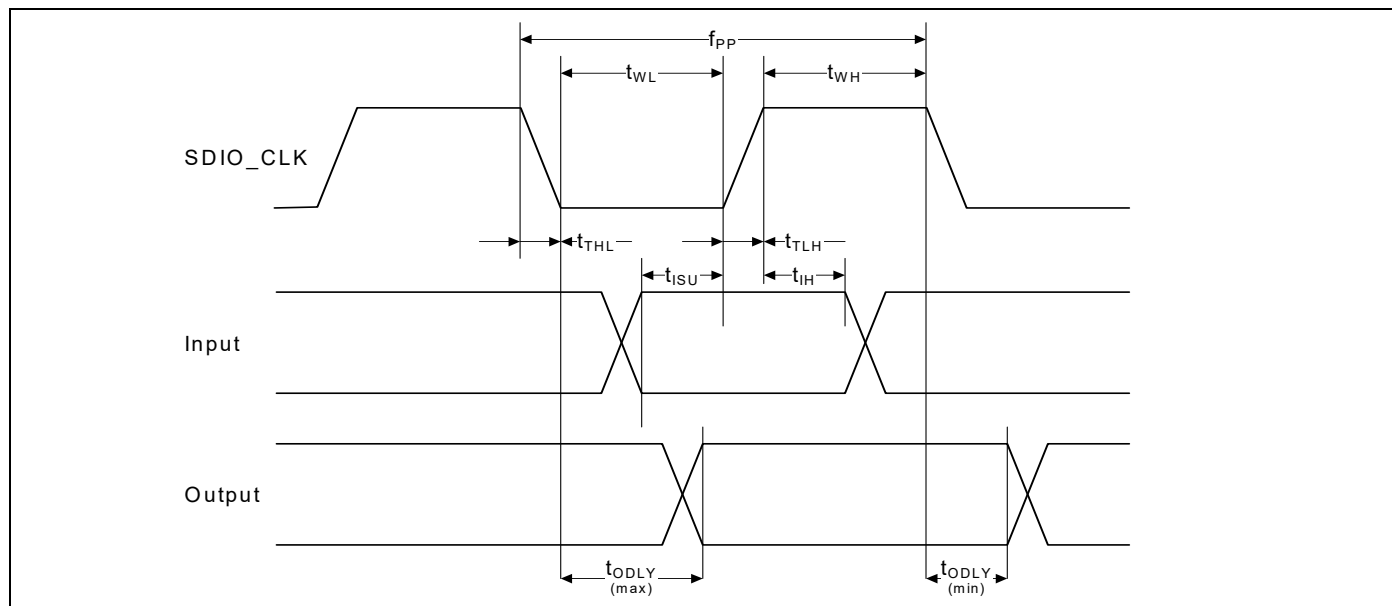 fPP
tWL
tWH
SDIO_CLK
tTHL
tTLH
tISU
tIH
Input
Output
tODLY
(max)
tODLY
(min)